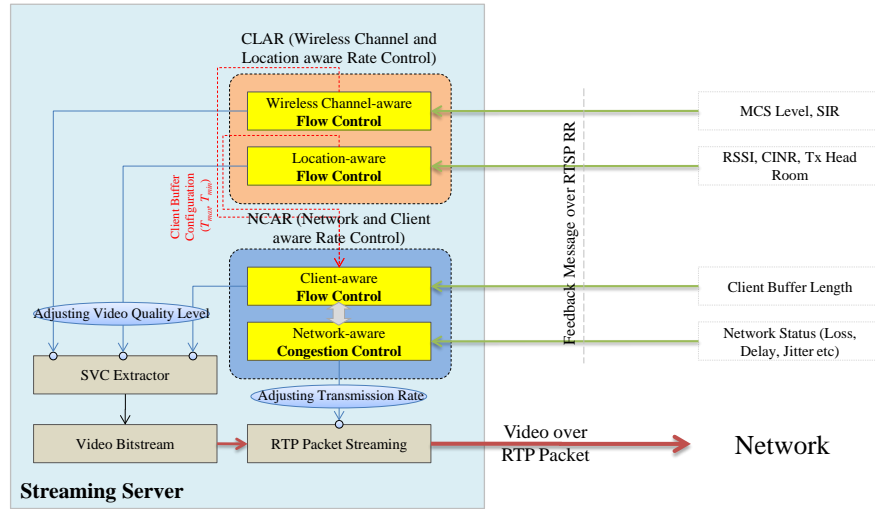 CLAR (Wireless Channel and
Location aware Rate Control)
Wireless Channel-aware
Flow Control
MCS Level, SIR
Location-aware
Flow Control
RSSI, CINR, Tx Head
Room
Client Buffer
Configuration
(Tmax, Tmin)
Feedback Message over RTSP RR
NCAR (Network and Client
aware Rate Control)
Client-aware
Flow Control
Client Buffer Length
Adjusting Video Quality Level
Network-aware
Congestion Control
Network Status (Loss,
Delay, Jitter etc)
SVC Extractor
Adjusting Transmission Rate
Video Bitstream
RTP Packet Streaming
Video over
RTP Packet
Network
Streaming Server